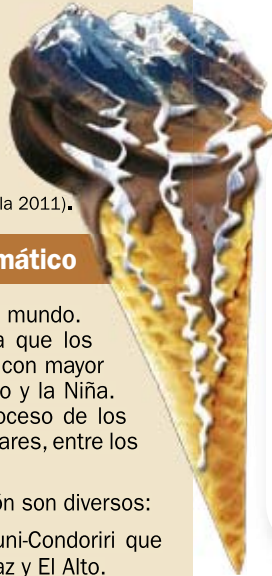 la 2011).
mático
mundo.
a que los
con mayor
o y la Niña.
oceso de los
ares, entre los
ón son diversos:
uni-Condoriri que
az y El Alto.